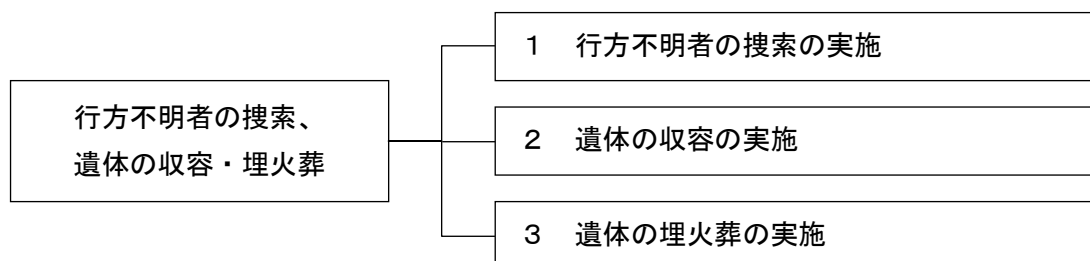 行方不明者の捜索、
遺体の収容・埋火葬
１　行方不明者の捜索の実施
２　遺体の収容の実施
３　遺体の埋火葬の実施